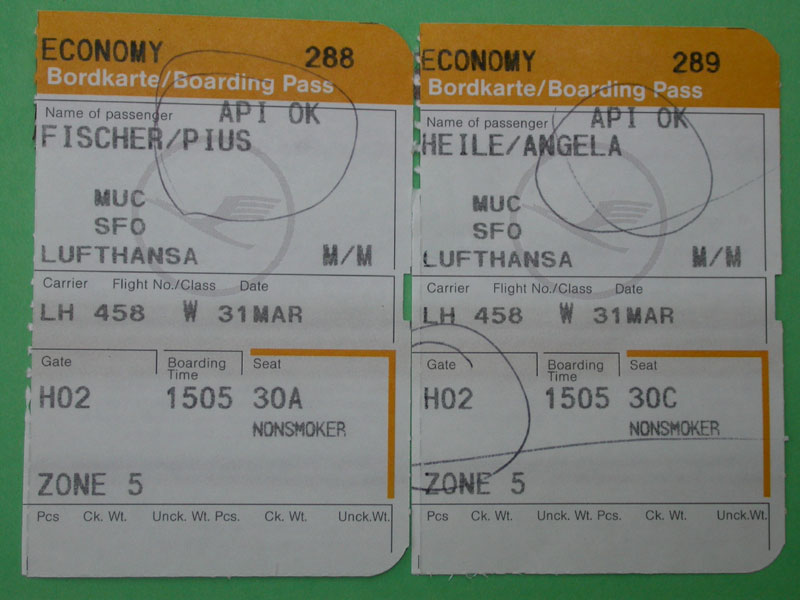 ECONOMY 288
Bordkarte/Boarding Pass
Name of passenger API OK
FISCHER/PIUS
MUC
SFO
LUFTHANSA M/M
Carrier Flight No./Class Date
LH 458 W 31MAR
Gate Boarding Time Seat
H02 1505 30A
NONSMOKER
ZONE 5
Pcs Ck. Wt. Unck. Wt. Pcs. Ck. Wt. Unck.Wt.
ECONOMY 289
Bordkarte/Boarding Pass
Name of passenger API OK
HEILE/ANGELA
MUC
SFO
LUFTHANSA M/M
Carrier Flight No./Class Date
LH 458 W 31MAR
Gate Boarding Time Seat
H02 1505 30C
NONSMOKER
ZONE 5
Pcs Ck. Wt. Unck. Wt. Pcs. Ck. Wt. Unck.Wt.